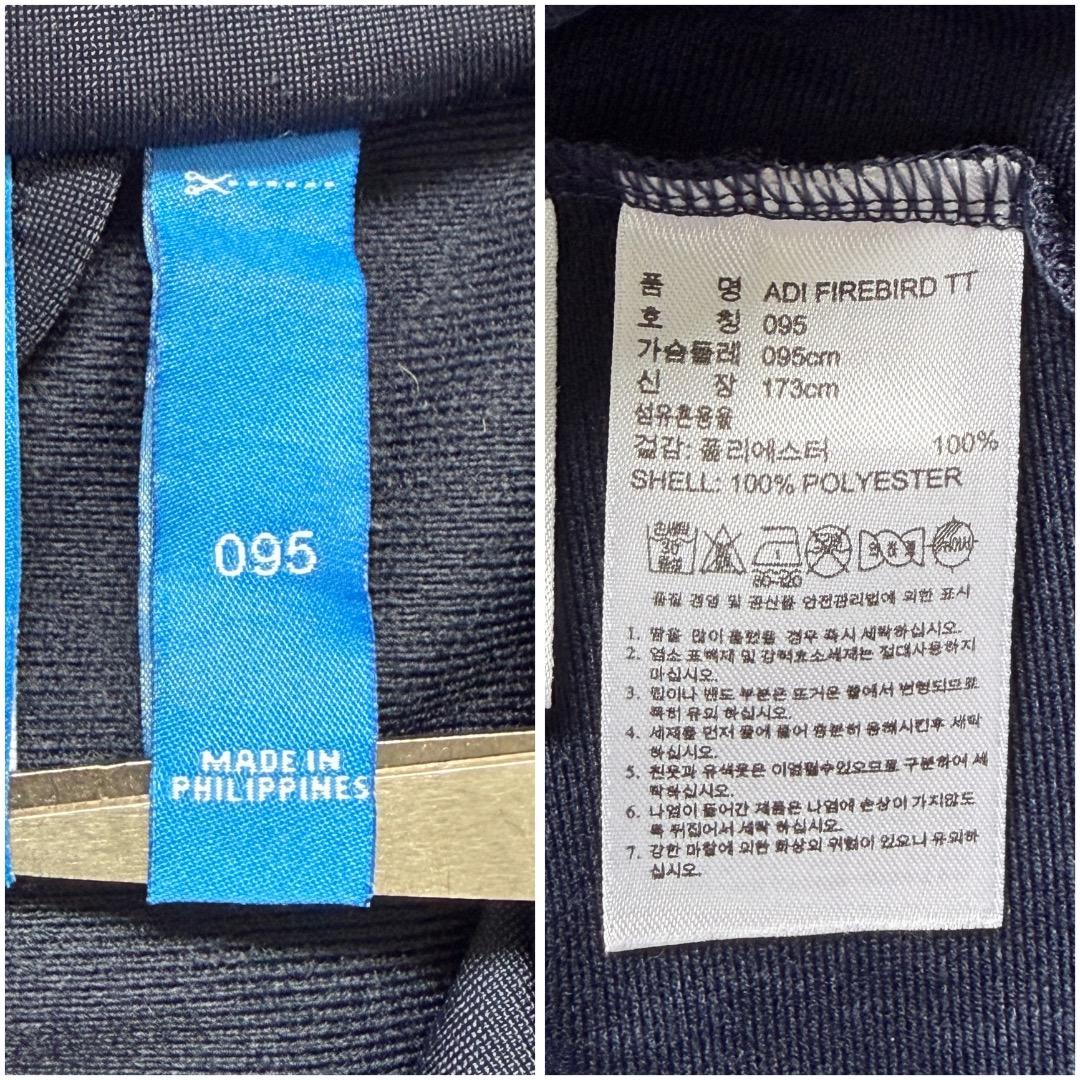 095
MADE IN
PHILIPPINES
품 명 ADI FIREBIRD TT
호 칭 095
가슴둘레 095cm
신 장 173cm
섬유혼용율
겉감: 폴리에스터 100%
SHELL: 100% POLYESTER
80-120
품질 경영 및 공산품 안전관리법에 의한 표시
1. 땀을 많이 흘렸을 경우 즉시 세탁하십시오.
2. 염소 표백제 및 강력효소세제는 절대사용하지
마십시오.
3. 찝이나 밴드 부분은 뜨거운 물에서 변형되므로
특히 유의 하십시오.
4. 세제를 먼저 물에 풀어 충분히 용해시킨후 세탁
하십시오.
5. 흰옷과 유색옷은 이염될수있으므로 구분하여 세
탁하십시오.
6. 나염이 들어간 제품은 나염에 손상이 가지않도
록 뒤집어서 세탁 하십시오.
7. 강한 마찰에 의한 화상의 위험이 있으니 유의하
십시오.